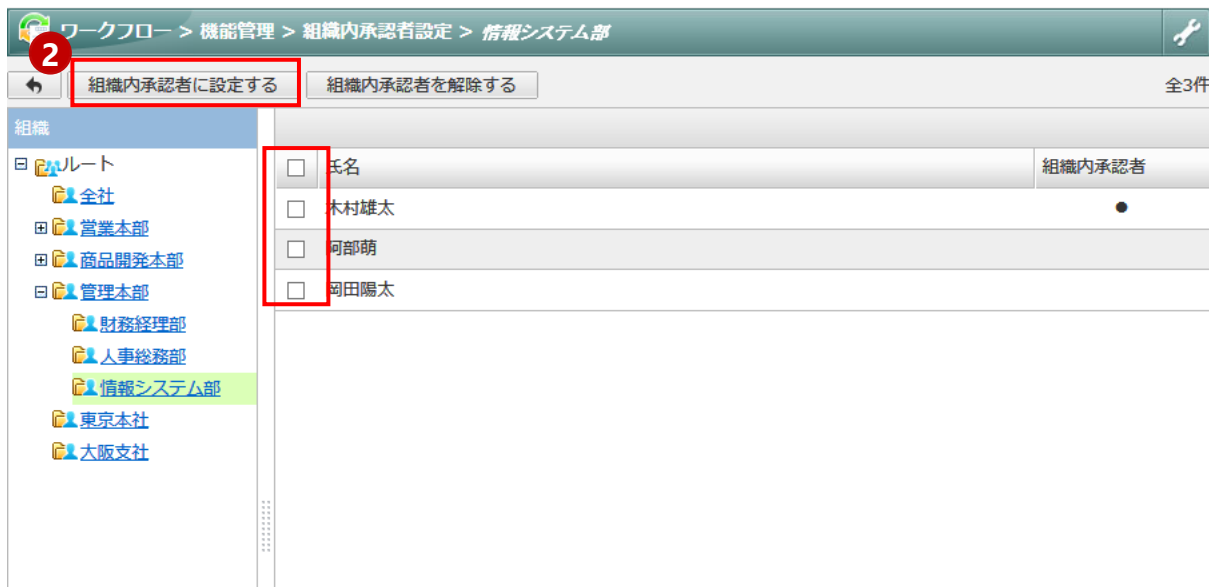 ワークフロー > 機能管理 > 組織内承認者設定 > 情報システム部
2
組織内承認者に設定する 組織内承認者を解除する 全3件
組織
ルート
全社
営業本部
商品開発本部
管理本部
財務経理部
人事総務部
情報システム部
東京本社
大阪支社
氏名 組織内承認者
木村雄太 ●
阿部萌
岡田陽太